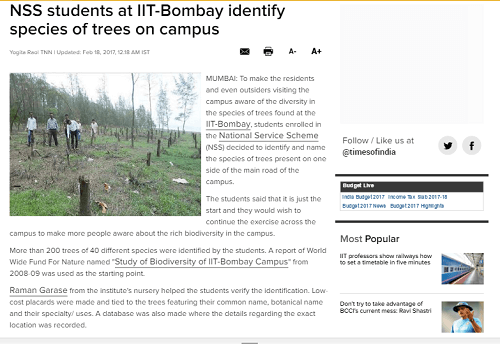 NSS students at IIT-Bombay identify
species of trees on campus
Yogita Rao| TNN | Updated: Feb 18, 2017, 12:18 AM IST
A- A+
MUMBAI: To make the residents
and even outsiders visiting the
campus aware of the diversity in
the species of trees found at the
IIT-Bombay, students enrolled in
the National Service Scheme
(NSS) decided to identify and name
the species of trees present on one
side of the main road of the
campus.
The students said that it is just the
start and they would wish to
continue the exercise across the
campus to make more people aware about the rich biodiversity in the campus.
More than 200 trees of 40 different species were identified by the students. A report of World
Wide Fund For Nature named "Study of Biodiversity of IIT-Bombay Campus" from
2008-09 was used as the starting point.
Raman Garase from the institute's nursery helped the students verify the identification. Low-
cost placards were made and tied to the trees featuring their common name, botanical name
and their specialty/ uses. A database was also made where the details regarding the exact
location was recorded.
Follow / Like us at
@timesofindia
Budget Live
India Budget 2017 Income Tax Slab 2017-18
Budget 2017 News Budget 2017 Highlights
Most Popular
IIT professors show railways how
to set a timetable in five minutes
Don't try to take advantage of
BCCI's current mess: Ravi Shastri